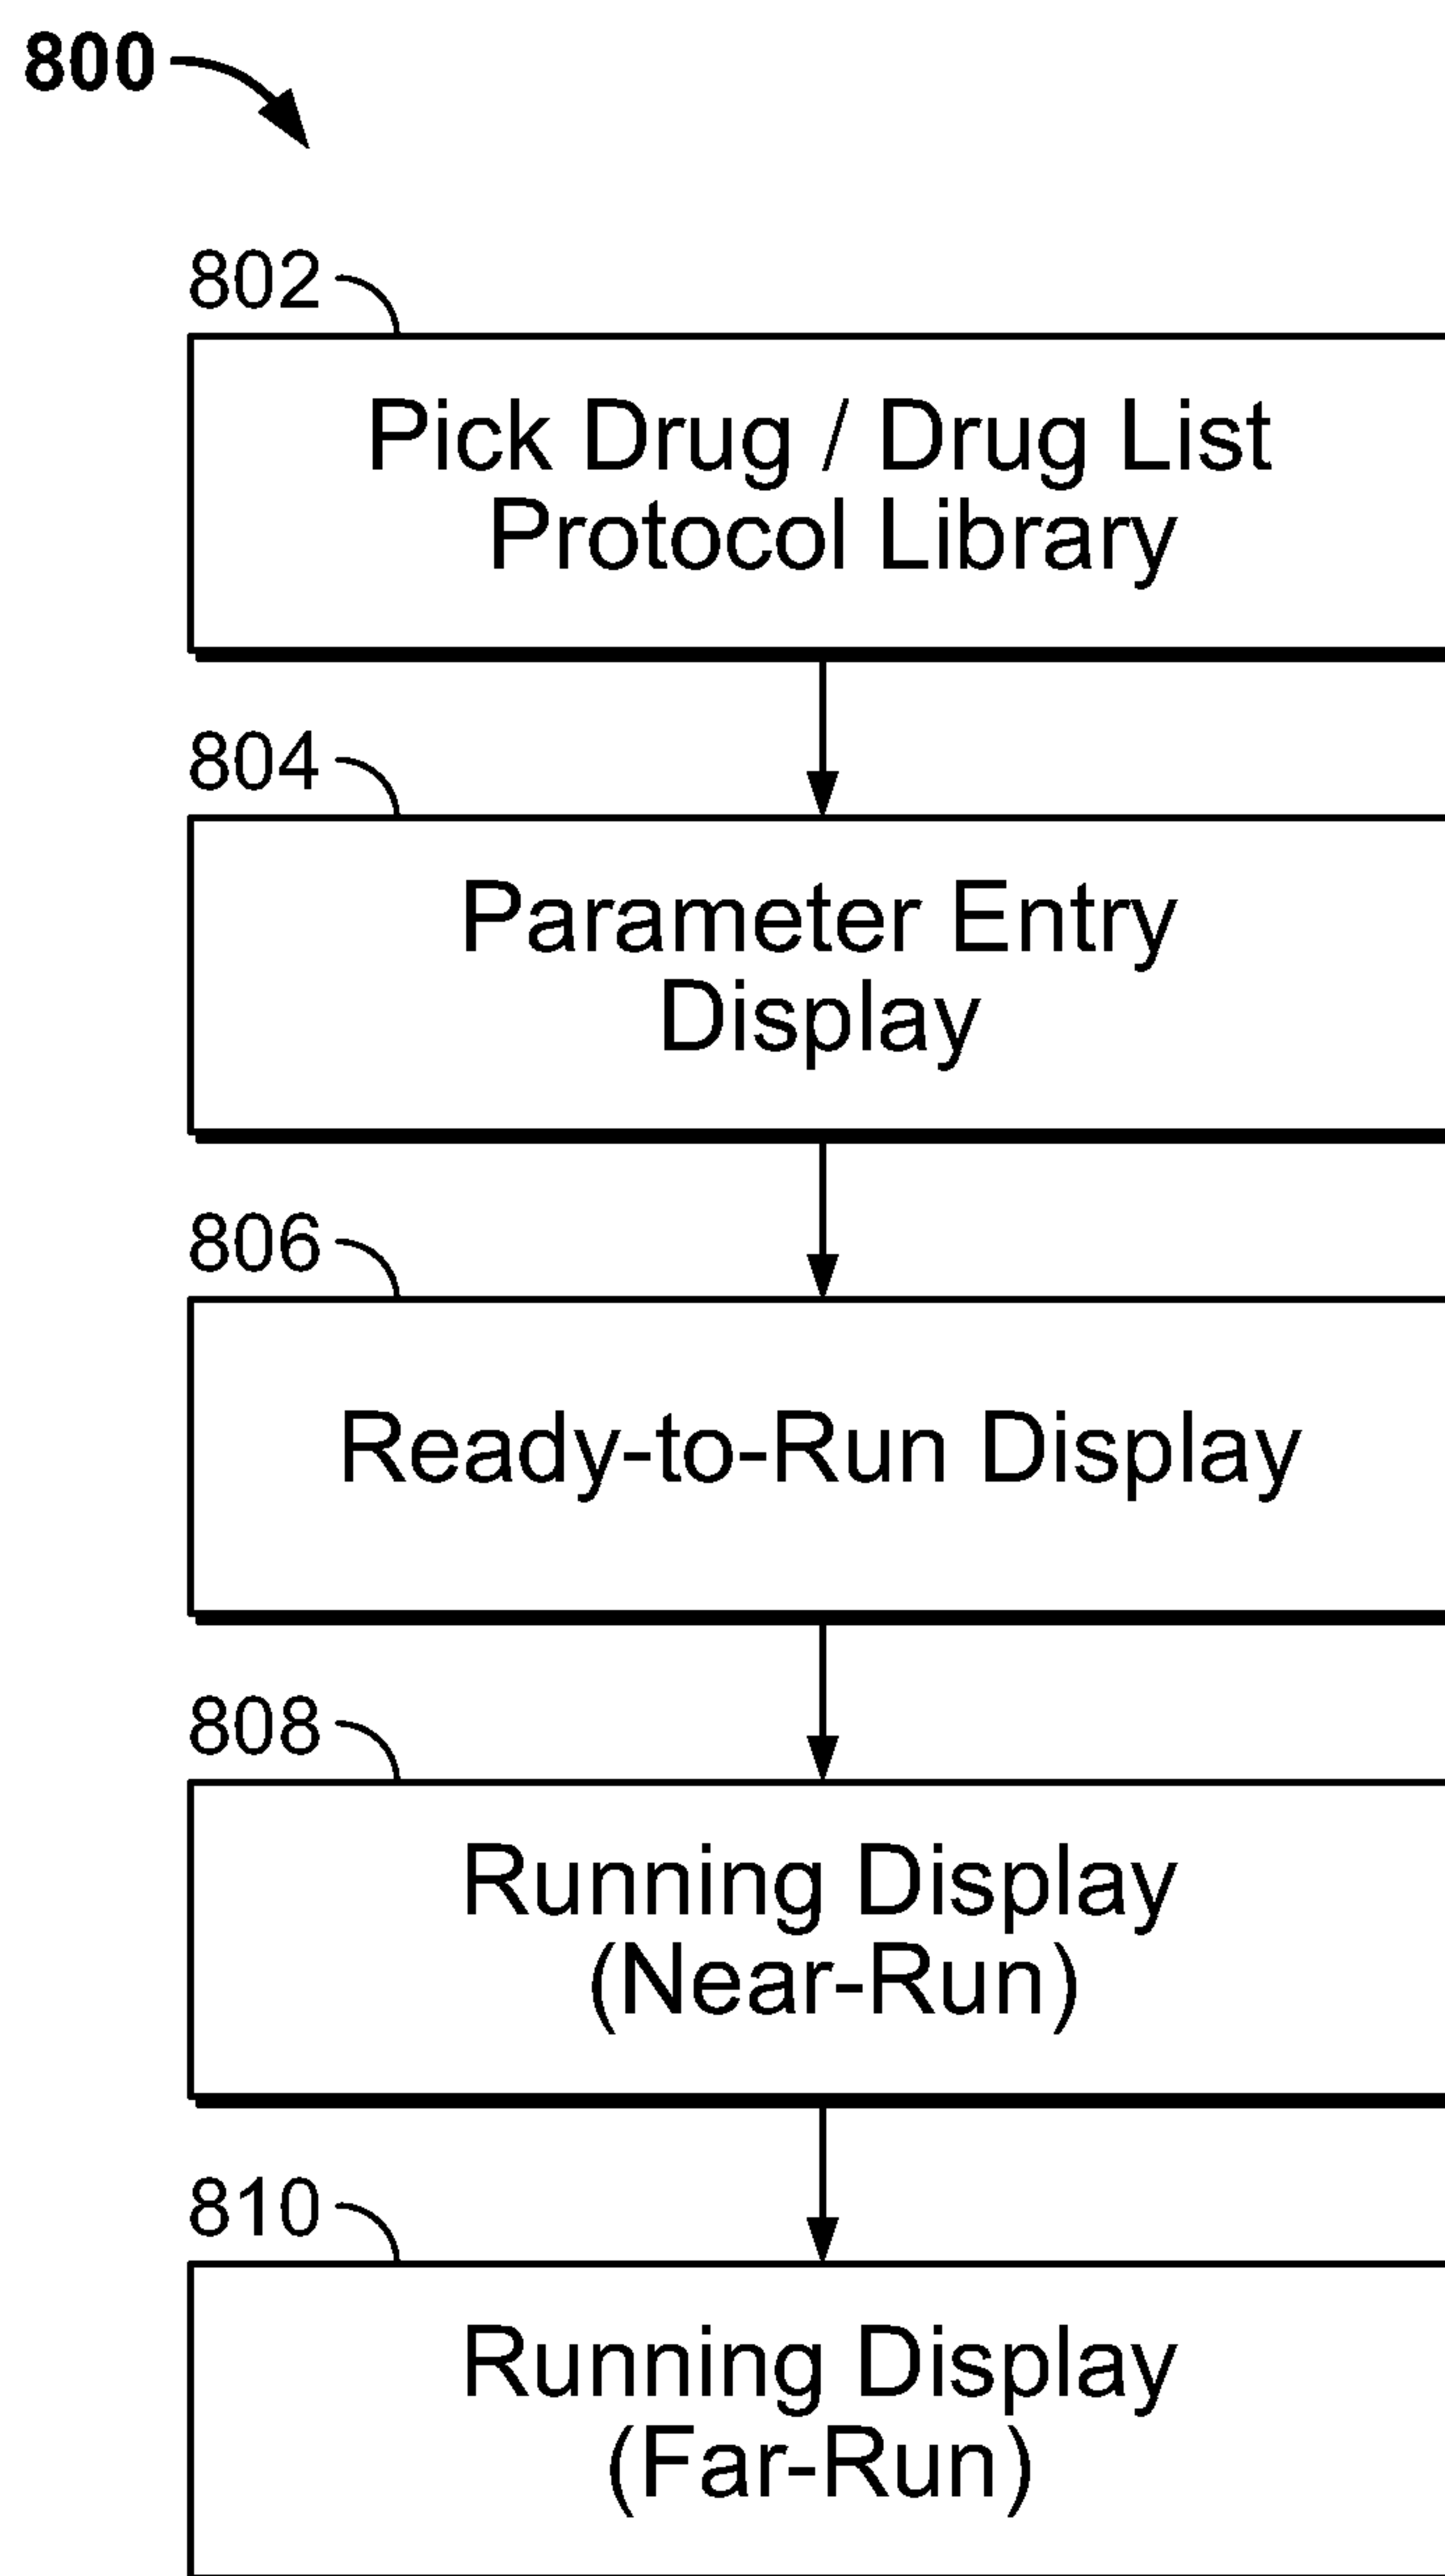 800
802
Pick Drug / Drug List
Protocol Library
804
Parameter Entry
Display
806
Ready-to-Run Display
808
Running Display
(Near-Run)
810
Running Display
(Far-Run)